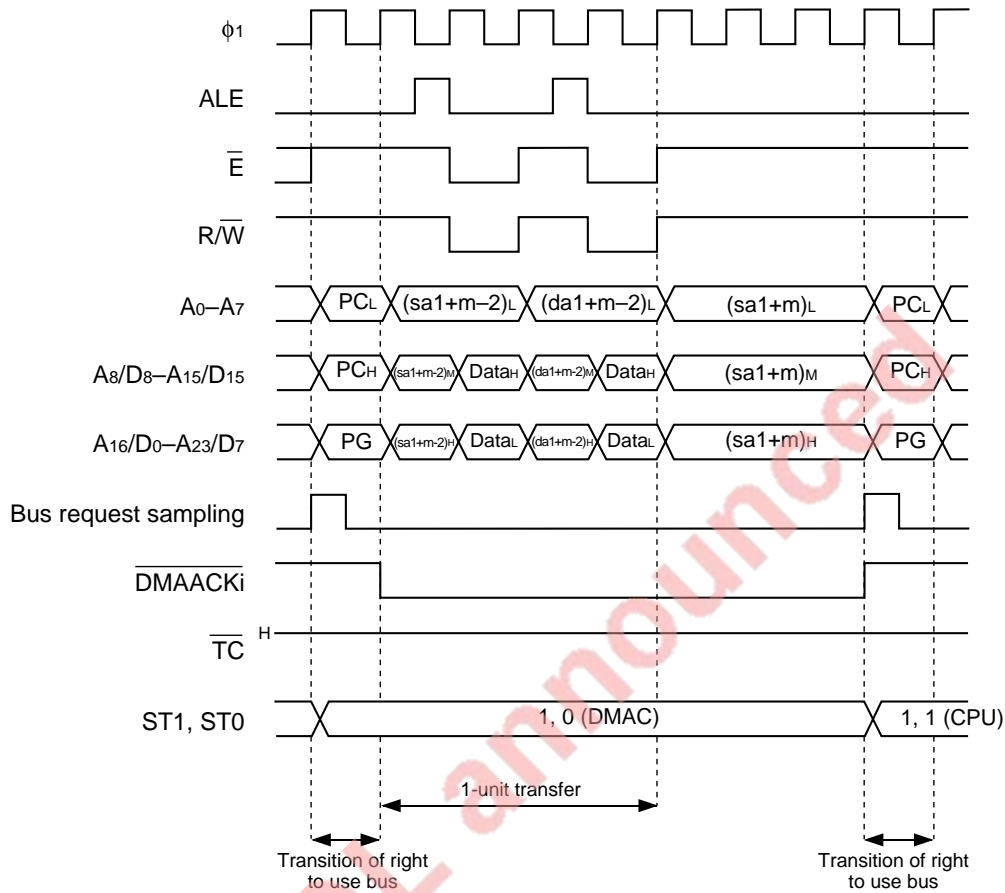 ϕ1
ALE
E
R/W
A0–A7 PCL (sa1+m–2)L (da1+m–2)L (sa1+m)L PCL
A8/D8–A15/D15 PCH (sa1+m-2)M DataH (da1+m-2)M DataH (sa1+m)M PCH
A16/D0–A23/D7 PG (sa1+m-2)H DataL (da1+m-2)H DataL (sa1+m)H PG
Bus request sampling
DMAACKi
TC H
ST1, ST0 1, 0 (DMAC) 1, 1 (CPU)
1-unit transfer
Transition of right
to use bus
Transition of right
to use bus
announced